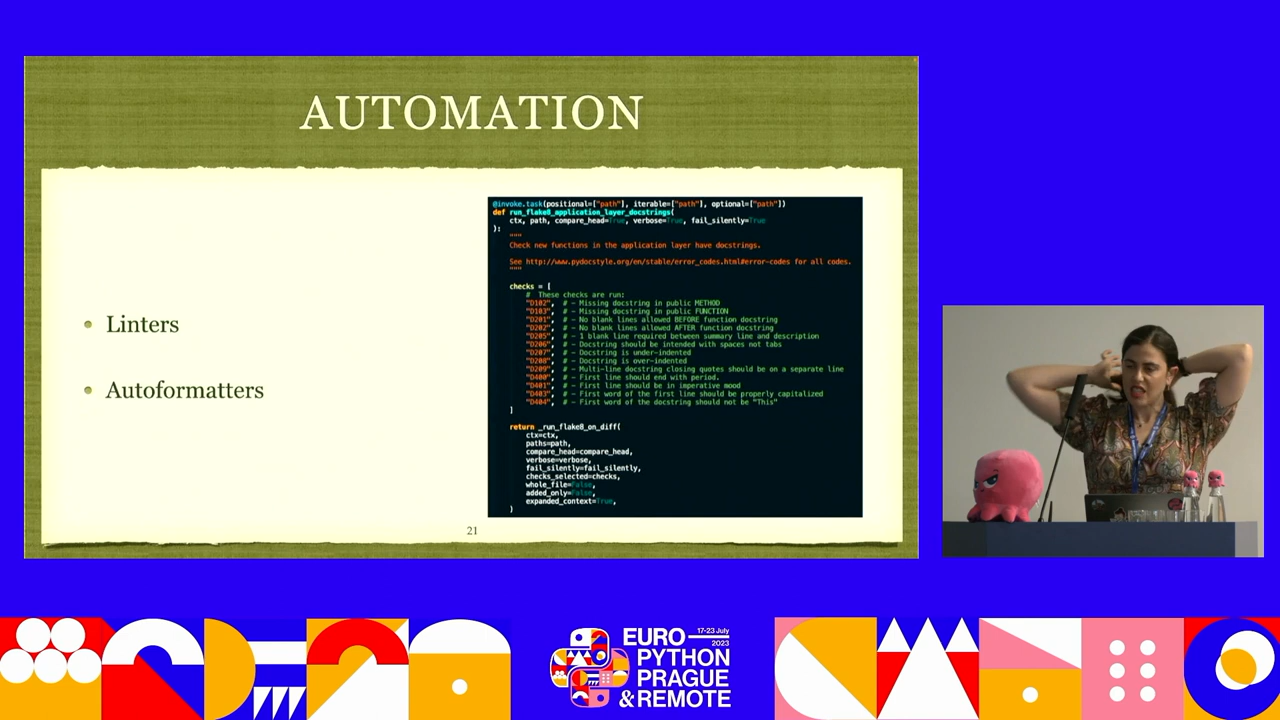 AUTOMATION
Linters
Autoformatters
@invoke.task(positional=["path"], iterable=["path"], optional=["path"])
def run_flake8_application_layer_docstrings(
ctx, path, compare_head=True, verbose=True, fail_silently=True
):
"""
Check new functions in the application layer have docstrings.
See http://www.pydocstyle.org/en/stable/error_codes.html#error-codes for all codes.
"""
checks = [
# These checks are run:
"D102", # - Missing docstring in public METHOD
"D103", # - Missing docstring in public FUNCTION
"D201", # - No blank lines allowed BEFORE function docstring
"D202", # - No blank lines allowed AFTER function docstring
"D205", # - 1 blank line required between summary line and description
"D206", # - Docstring should be intended with spaces not tabs
"D207", # - Docstring is under-indented
"D208", # - Docstring is over-indented
"D209", # - Multi-line docstring closing quotes should be on a separate line
"D400", # - First line should end with period.
"D401", # - First line should be in imperative mood
"D403", # - First word of the first line should be properly capitalized
"D404", # - First word of the docstring should not be "This"
]
return _run_flake8_on_diff(
ctx=ctx,
paths=path,
compare_head=compare_head,
verbose=verbose,
fail_silently=fail_silently,
checks_selected=checks,
whole_file=False,
added_only=False,
expanded_context=True,
)
21
EURO 17-23 July
2023
PYTHON
PRAGUE
& REMOTE